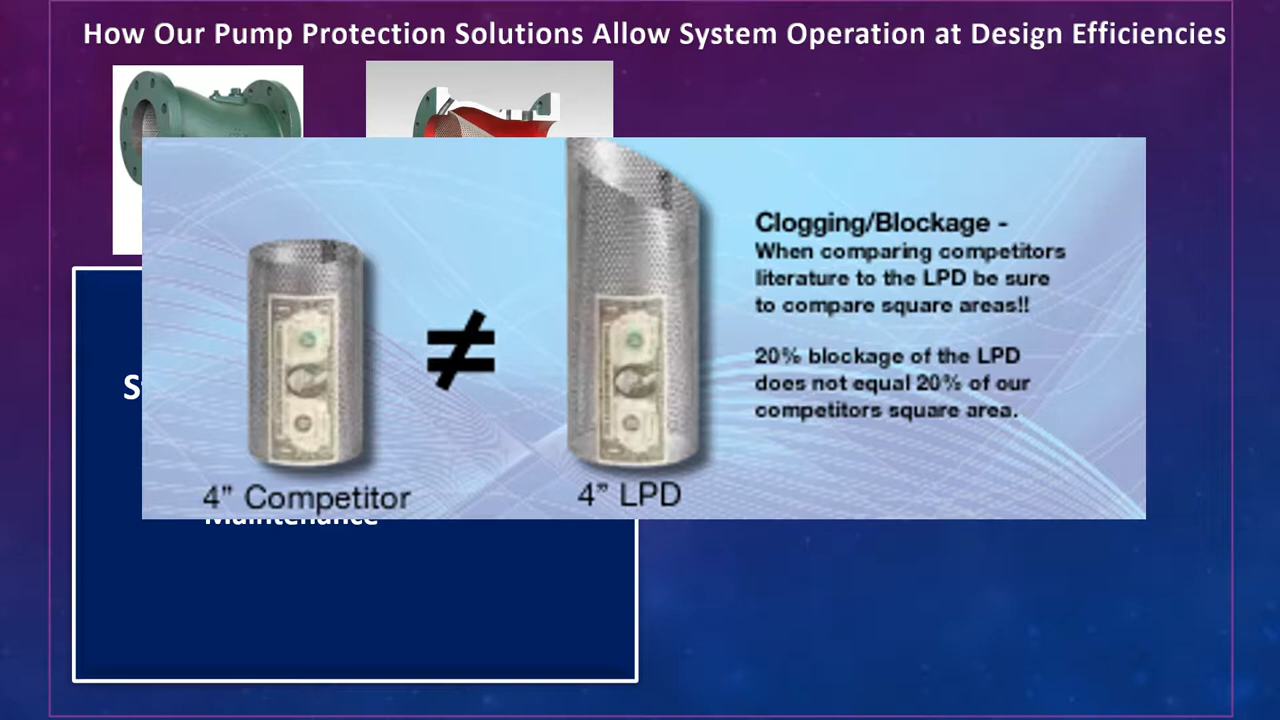 How Our Pump Protection Solutions Allow System Operation at Design Efficiencies
Clogging/Blockage -
When comparing competitors
literature to the LPD be sure
to compare square areas!!
20% blockage of the LPD
does not equal 20% of our
competitors square area.
4” Competitor
4” LPD
Maintenance